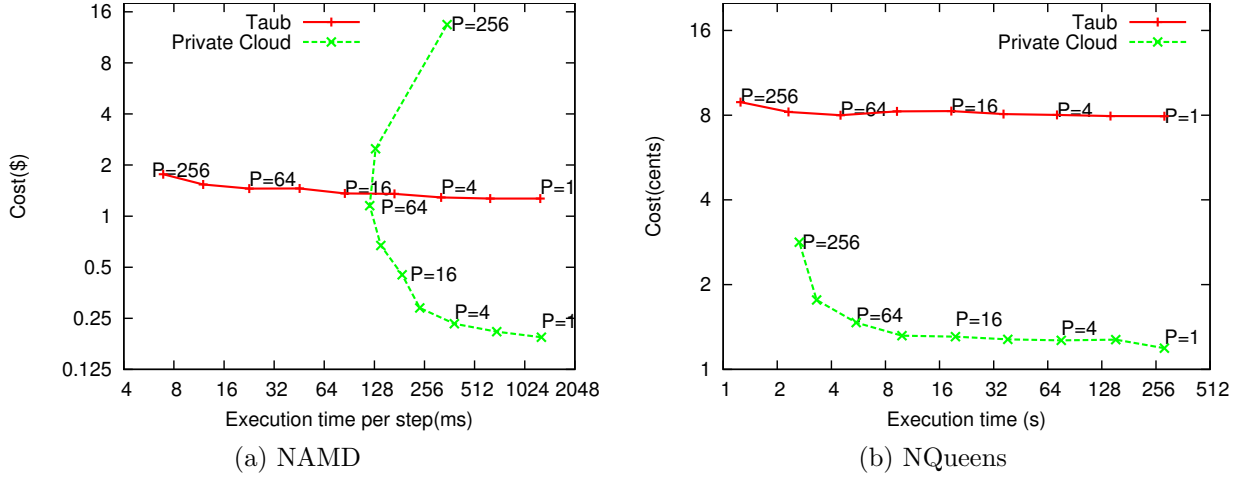 16
8
4
2
1
0.5
0.25
0.125
Cost($)
4 8 16 32 64 128 256 512 1024 2048
Execution time per step(ms)
Taub
Private Cloud
P=256
P=64
P=16
P=4
P=1
P=256
P=64
P=16
P=4
P=1
(a) NAMD
16
8
4
2
1
Cost(cents)
1 2 4 8 16 32 64 128 256 512
Execution time (s)
Taub
Private Cloud
P=256
P=64
P=16
P=4
P=1
P=256
P=64
P=16
P=4
P=1
(b) NQueens